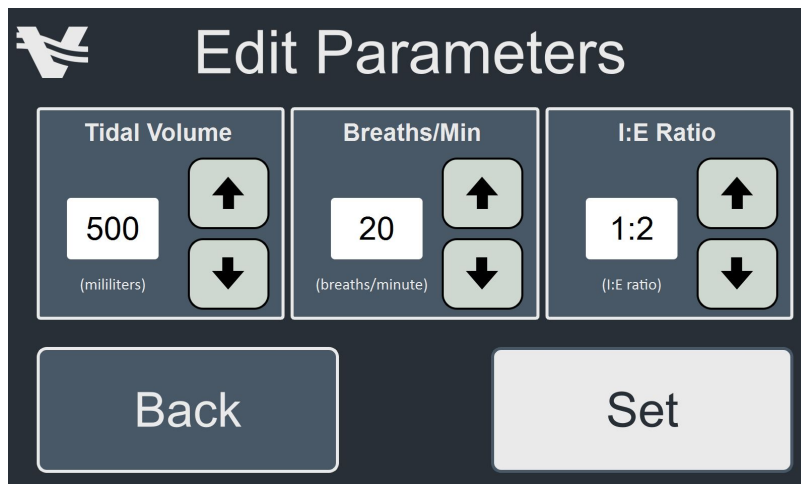 Edit Parameters
Tidal Volume
500
(mililiters)
Breaths/Min
20
(breaths/minute)
I:E Ratio
1:2
(I:E ratio)
Back
Set